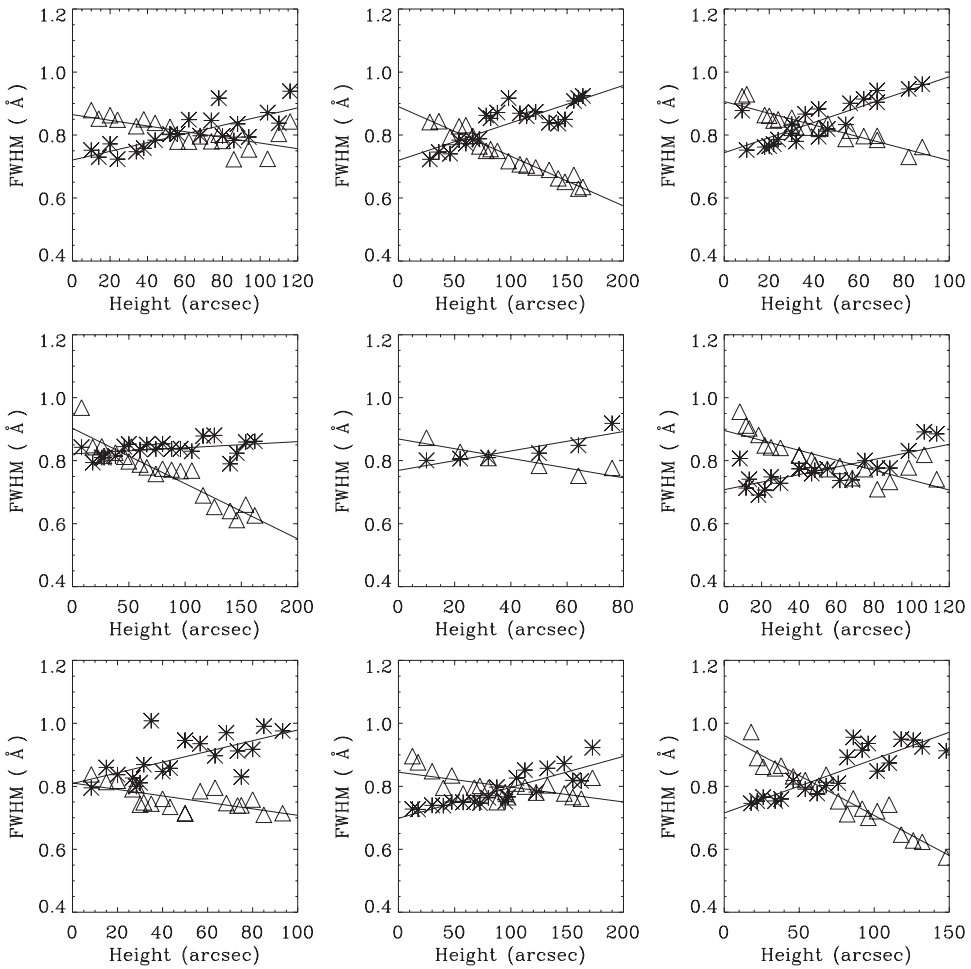 1.2 1.2 1.2
1.0 1.0 1.0
0.8 0.8 0.8
0.6 0.6 0.6
0.4 0.4 0.4
FWHM ( Å ) FWHM ( Å ) FWHM ( Å )
0 20 40 60 80 100 120 0 50 100 150 200 0 20 40 60 80 100
Height (arcsec) Height (arcsec) Height (arcsec)
1.2 1.2 1.2
1.0 1.0 1.0
0.8 0.8 0.8
0.6 0.6 0.6
0.4 0.4 0.4
FWHM ( Å ) FWHM ( Å ) FWHM ( Å )
0 50 100 150 200 0 20 40 60 80 0 20 40 60 80 100 120
Height (arcsec) Height (arcsec) Height (arcsec)
1.2 1.2 1.2
1.0 1.0 1.0
0.8 0.8 0.8
0.6 0.6 0.6
0.4 0.4 0.4
FWHM ( Å ) FWHM ( Å ) FWHM ( Å )
0 20 40 60 80 100 0 50 100 150 200 0 50 100 150
Height (arcsec) Height (arcsec) Height (arcsec)